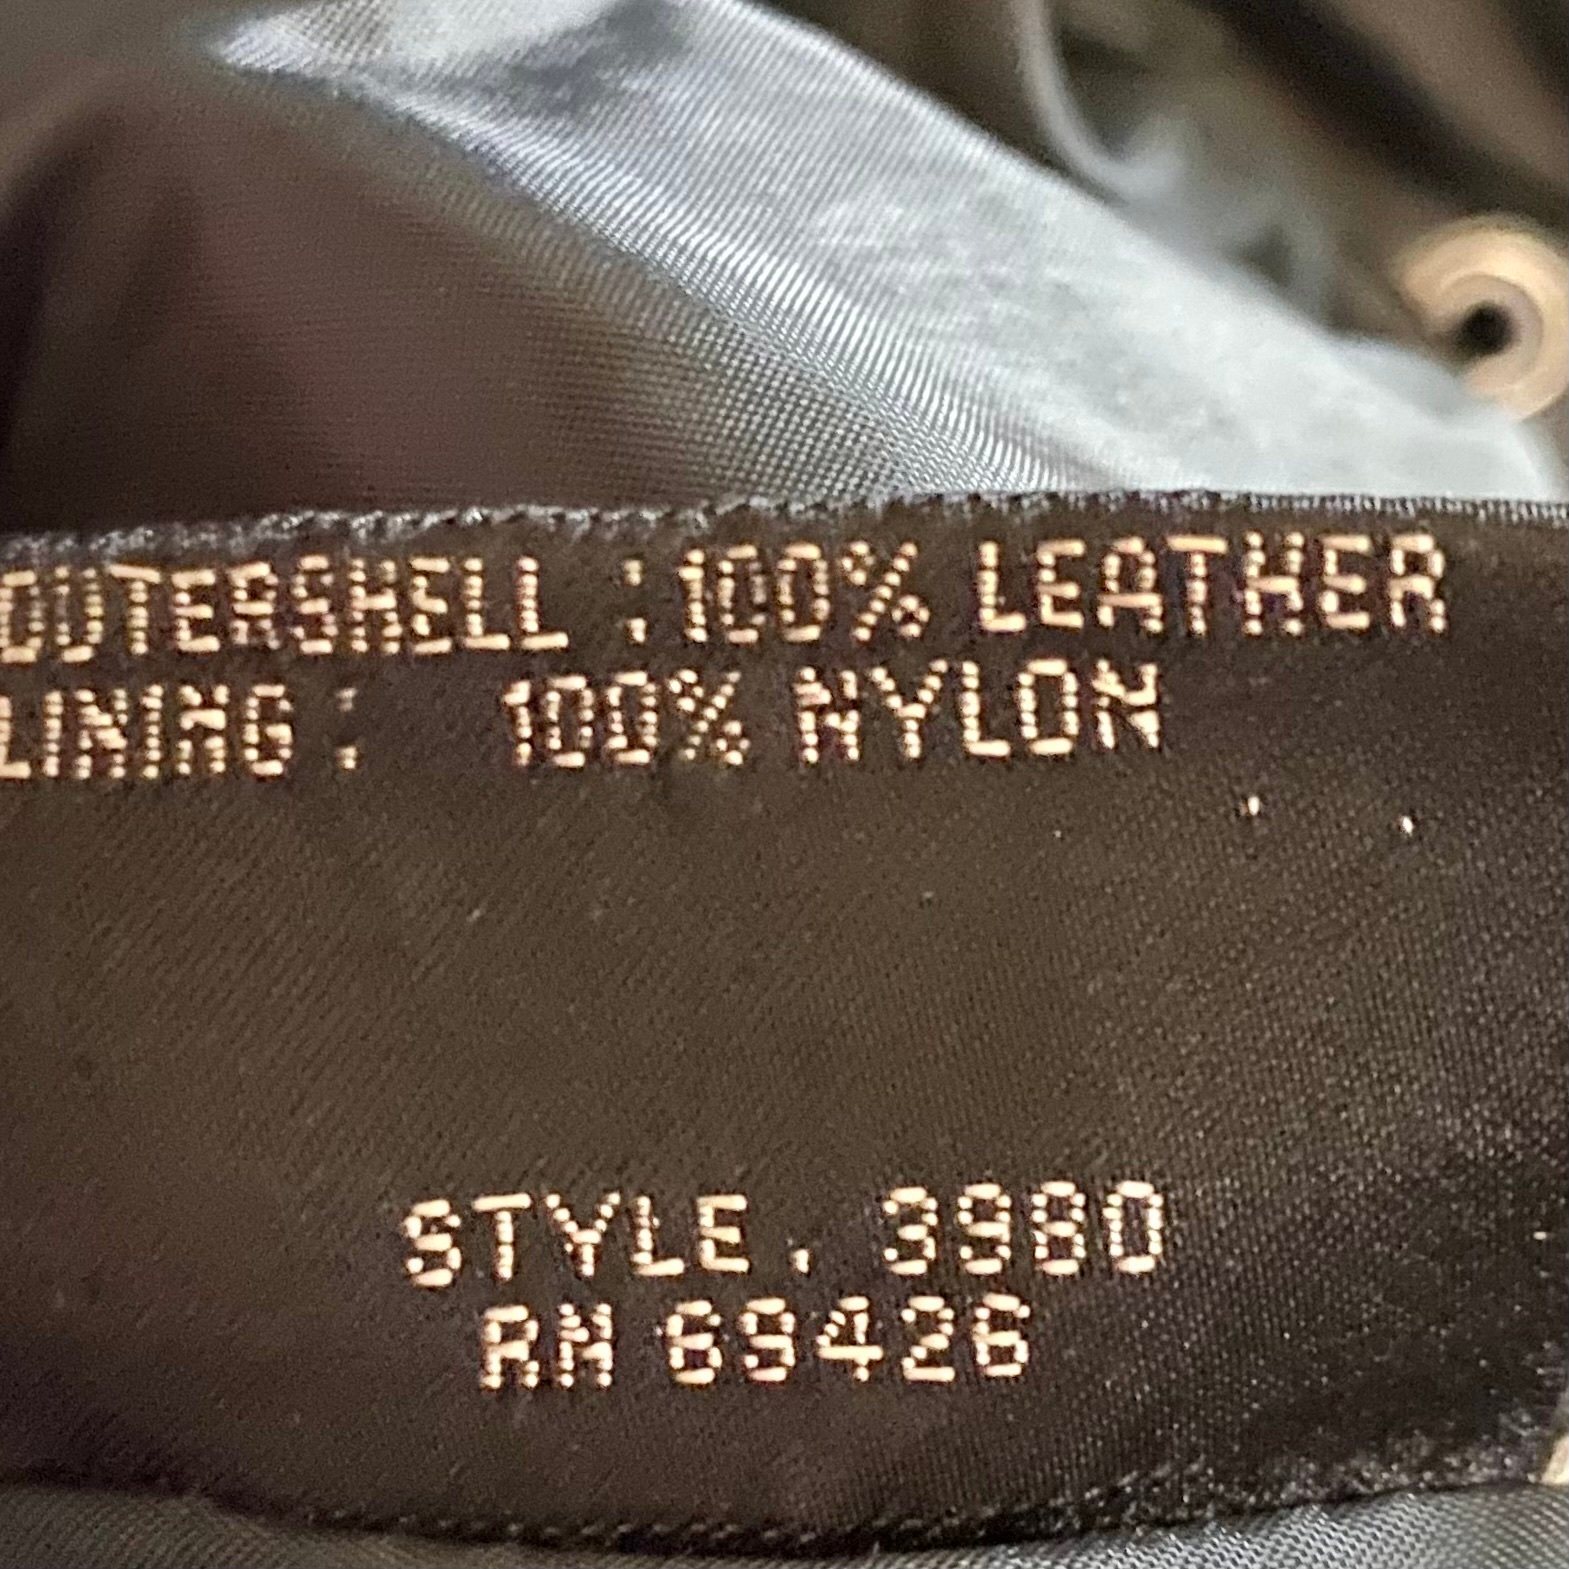 OUTERSHELL :100% LEATHER
LINING : 100% NYLON
STYLE. 3980
RN 69426